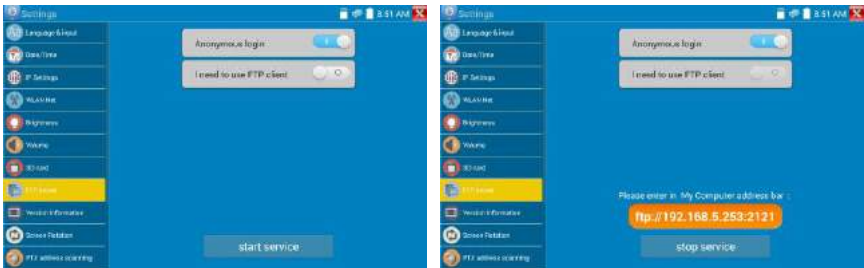 Settings
8:51 AM
Language & input
Date/Time
IP Settings
WLAN Net
Brightness
Volume
SD card
FTP server
Version Information
Screen Rotation
PTZ address scanning
Anonymous login
I need to use FTP client
start service
Settings
8:51 AM
Language & input
Date/Time
IP Settings
WLAN Net
Brightness
Volume
SD card
FTP server
Version Information
Screen Rotation
PTZ address scanning
Anonymous login
I need to use FTP client
Please enter in My Computer address bar :
ftp://192.168.5.253:2121
stop service